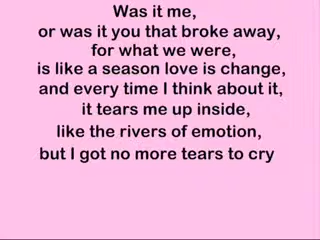 Was it me,
or was it you that broke away,
for what we were,
is like a season love is change,
and every time I think about it,
it tears me up inside,
like the rivers of emotion,
but I got no more tears to cry